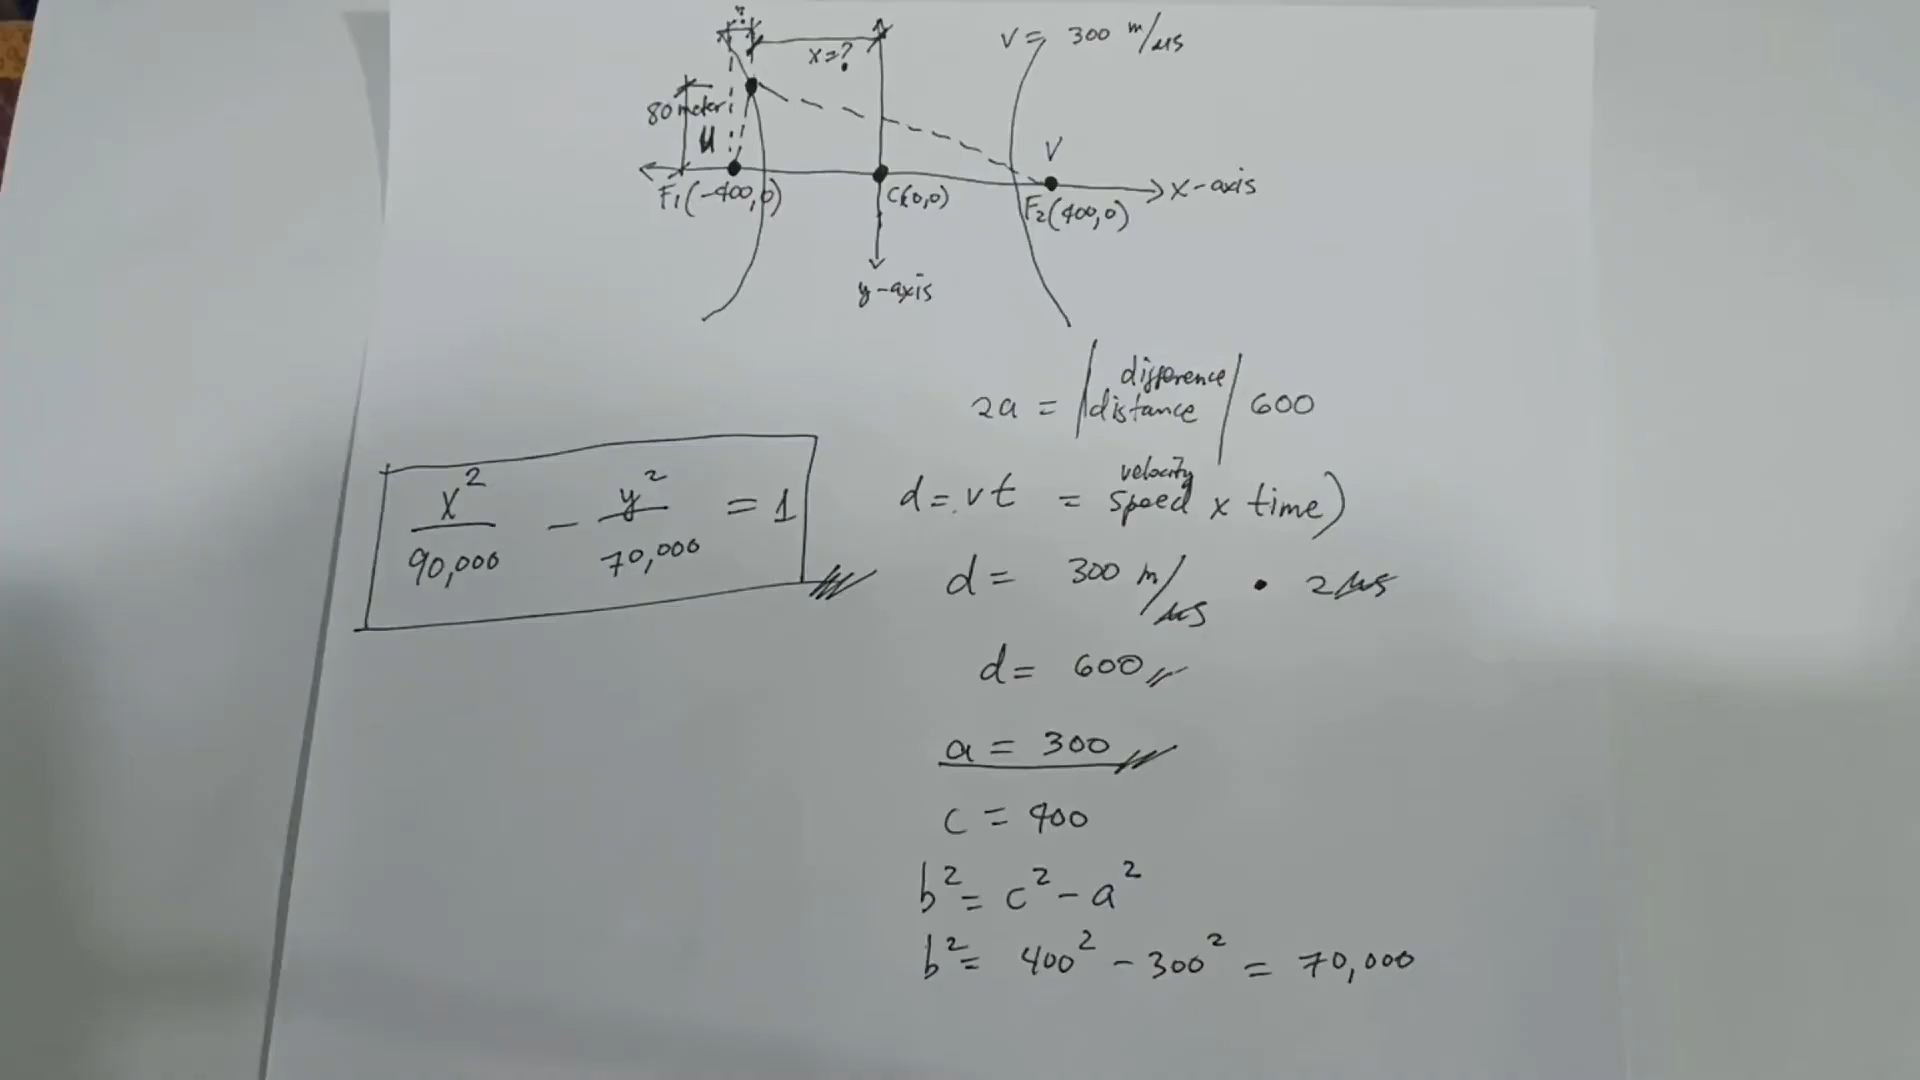 x=?
v = 300 m/µs
80 meter
U
V
F₁(-400,0)
C(0,0)
F₂(400,0)
x-axis
y-axis
2a = |difference distance| 600
velocity
d = vt = speed x time)
d = 300 m/µs • 2µs
d = 600
a = 300
c = 400
b² = c² - a²
b² = 400² - 300² = 70,000
x²/90,000 - y²/70,000 = 1